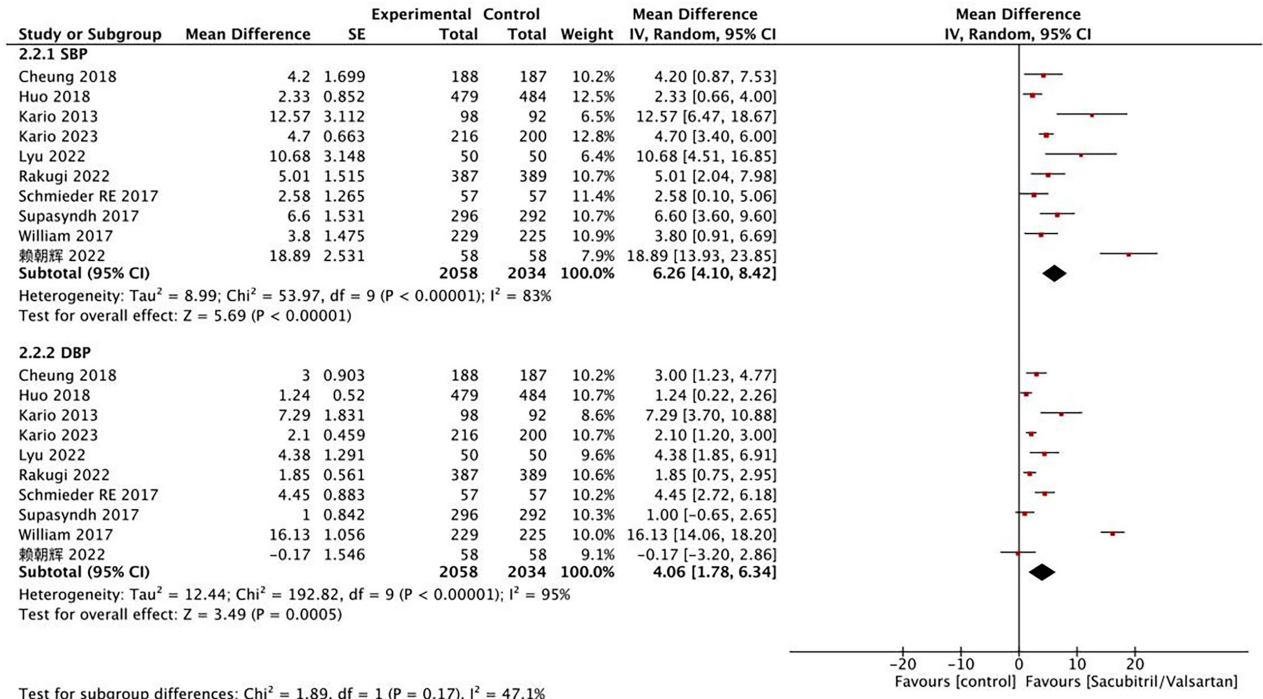 Experimental Control Mean Difference Mean Difference
Study or Subgroup Mean Difference SE Total Total Weight IV, Random, 95% CI IV, Random, 95% CI
2.2.1 SBP
Cheung 2018 4.2 1.699 188 187 10.2% 4.20 [0.87, 7.53]
Huo 2018 2.33 0.852 479 484 12.5% 2.33 [0.66, 4.00]
Kario 2013 12.57 3.112 98 92 6.5% 12.57 [6.47, 18.67]
Kario 2023 4.7 0.663 216 200 12.8% 4.70 [3.40, 6.00]
Lyu 2022 10.68 3.148 50 50 6.4% 10.68 [4.51, 16.85]
Rakugi 2022 5.01 1.515 387 389 10.7% 5.01 [2.04, 7.98]
Schmieder RE 2017 2.58 1.265 57 57 11.4% 2.58 [0.10, 5.06]
Supasyndh 2017 6.6 1.531 296 292 10.7% 6.60 [3.60, 9.60]
William 2017 3.8 1.475 229 225 10.9% 3.80 [0.91, 6.69]
赖朝辉 2022 18.89 2.531 58 58 7.9% 18.89 [13.93, 23.85]
Subtotal (95% CI) 2058 2034 100.0% 6.26 [4.10, 8.42]
Heterogeneity: Tau² = 8.99; Chi² = 53.97, df = 9 (P < 0.00001); I² = 83%
Test for overall effect: Z = 5.69 (P < 0.00001)
2.2.2 DBP
Cheung 2018 3 0.903 188 187 10.2% 3.00 [1.23, 4.77]
Huo 2018 1.24 0.52 479 484 10.7% 1.24 [0.22, 2.26]
Kario 2013 7.29 1.831 98 92 8.6% 7.29 [3.70, 10.88]
Kario 2023 2.1 0.459 216 200 10.7% 2.10 [1.20, 3.00]
Lyu 2022 4.38 1.291 50 50 9.6% 4.38 [1.85, 6.91]
Rakugi 2022 1.85 0.561 387 389 10.6% 1.85 [0.75, 2.95]
Schmieder RE 2017 4.45 0.883 57 57 10.2% 4.45 [2.72, 6.18]
Supasyndh 2017 1 0.842 296 292 10.3% 1.00 [−0.65, 2.65]
William 2017 16.13 1.056 229 225 10.0% 16.13 [14.06, 18.20]
赖朝辉 2022 −0.17 1.546 58 58 9.1% −0.17 [−3.20, 2.86]
Subtotal (95% CI) 2058 2034 100.0% 4.06 [1.78, 6.34]
Heterogeneity: Tau² = 12.44; Chi² = 192.82, df = 9 (P < 0.00001); I² = 95%
Test for overall effect: Z = 3.49 (P = 0.0005)
−20 −10 0 10 20
Favours [control] Favours [Sacubitril/Valsartan]
Test for subgroup differences: Chi² = 1.89, df = 1 (P = 0.17), I² = 47.1%